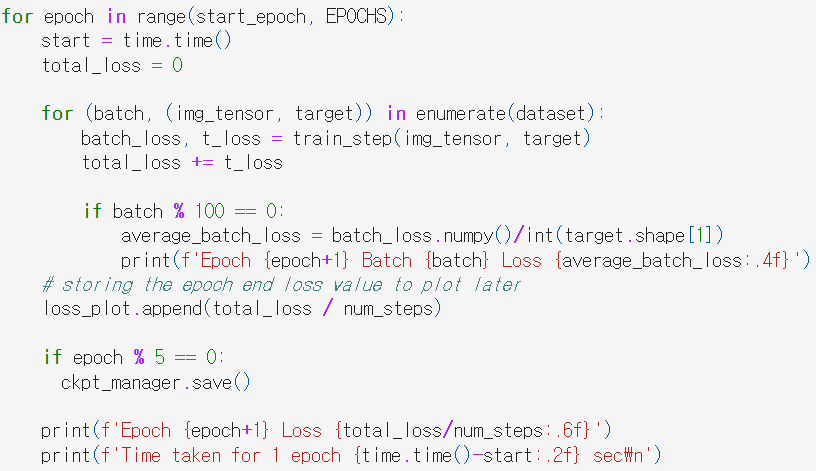 for epoch in range(start_epoch, EPOCHS):
    start = time.time()
    total_loss = 0

    for (batch, (img_tensor, target)) in enumerate(dataset):
        batch_loss, t_loss = train_step(img_tensor, target)
        total_loss += t_loss

        if batch % 100 == 0:
            average_batch_loss = batch_loss.numpy()/int(target.shape[1])
            print(f'Epoch {epoch+1} Batch {batch} Loss {average_batch_loss:.4f}')
    # storing the epoch end loss value to plot later
    loss_plot.append(total_loss / num_steps)

    if epoch % 5 == 0:
      ckpt_manager.save()

    print(f'Epoch {epoch+1} Loss {total_loss/num_steps:.6f}')
    print(f'Time taken for 1 epoch {time.time()-start:.2f} sec₩n')